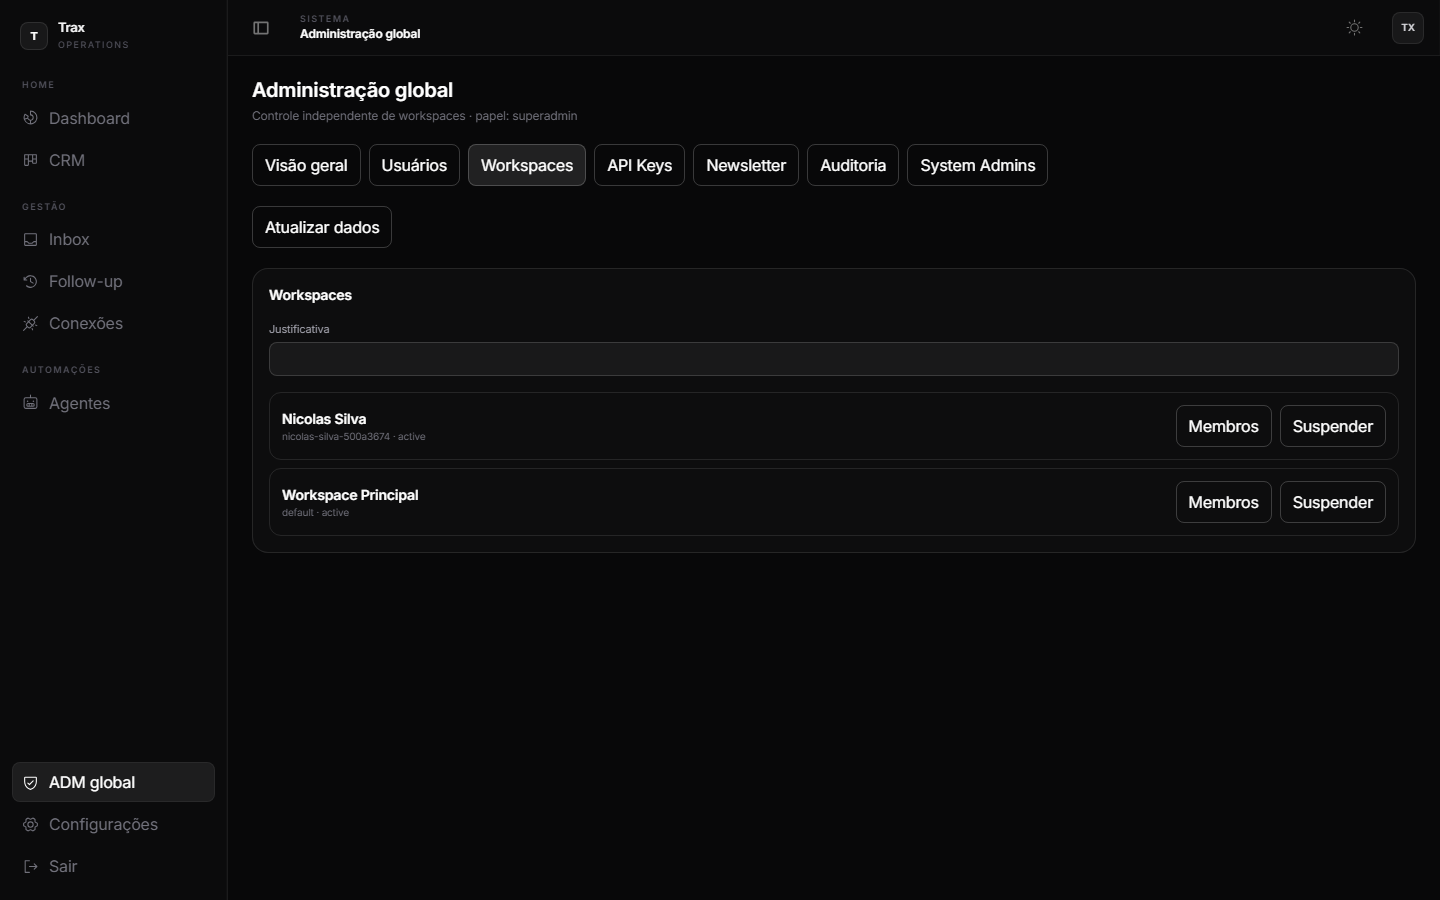 T
Trax
OPERATIONS
HOME
Dashboard
CRM
GESTÃO
Inbox
Follow-up
Conexões
AUTOMAÇÕES
Agentes
ADM global
Configurações
Sair
SISTEMA
Administração global
TX
Administração global
Controle independente de workspaces · papel: superadmin
Visão geral
Usuários
Workspaces
API Keys
Newsletter
Auditoria
System Admins
Atualizar dados
Workspaces
Justificativa
Nicolas Silva
nicolas-silva-500a3674 · active
Membros
Suspender
Workspace Principal
default · active
Membros
Suspender